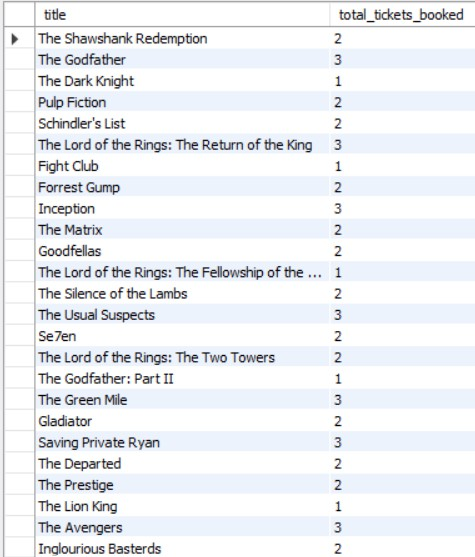 title total_tickets_booked
The Shawshank Redemption 2
The Godfather 3
The Dark Knight 1
Pulp Fiction 2
Schindler's List 2
The Lord of the Rings: The Return of the King 3
Fight Club 1
Forrest Gump 2
Inception 3
The Matrix 2
Goodfellas 2
The Lord of the Rings: The Fellowship of the ... 1
The Silence of the Lambs 2
The Usual Suspects 3
Se7en 2
The Lord of the Rings: The Two Towers 2
The Godfather: Part II 1
The Green Mile 3
Gladiator 2
Saving Private Ryan 3
The Departed 2
The Prestige 2
The Lion King 1
The Avengers 3
Inglourious Basterds 2